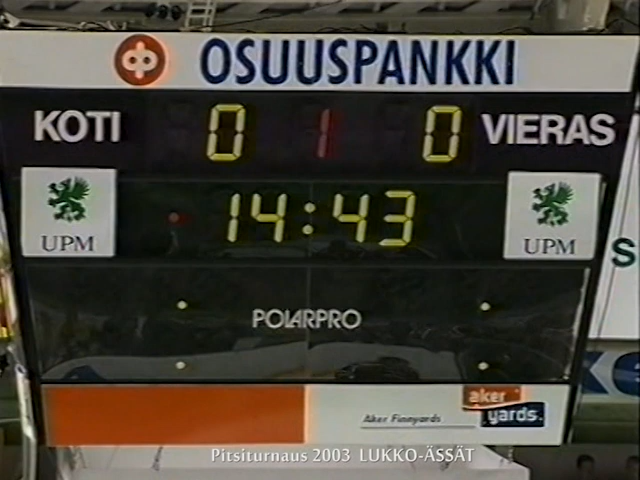 OSUUSPANKKI
KOTI 0 1 0 VIERAS
UPM 14:43 UPM
POLARPRO
Aker Finnyards aker yards.
Pitsiturnaus 2003 LUKKO-ÄSSÄT